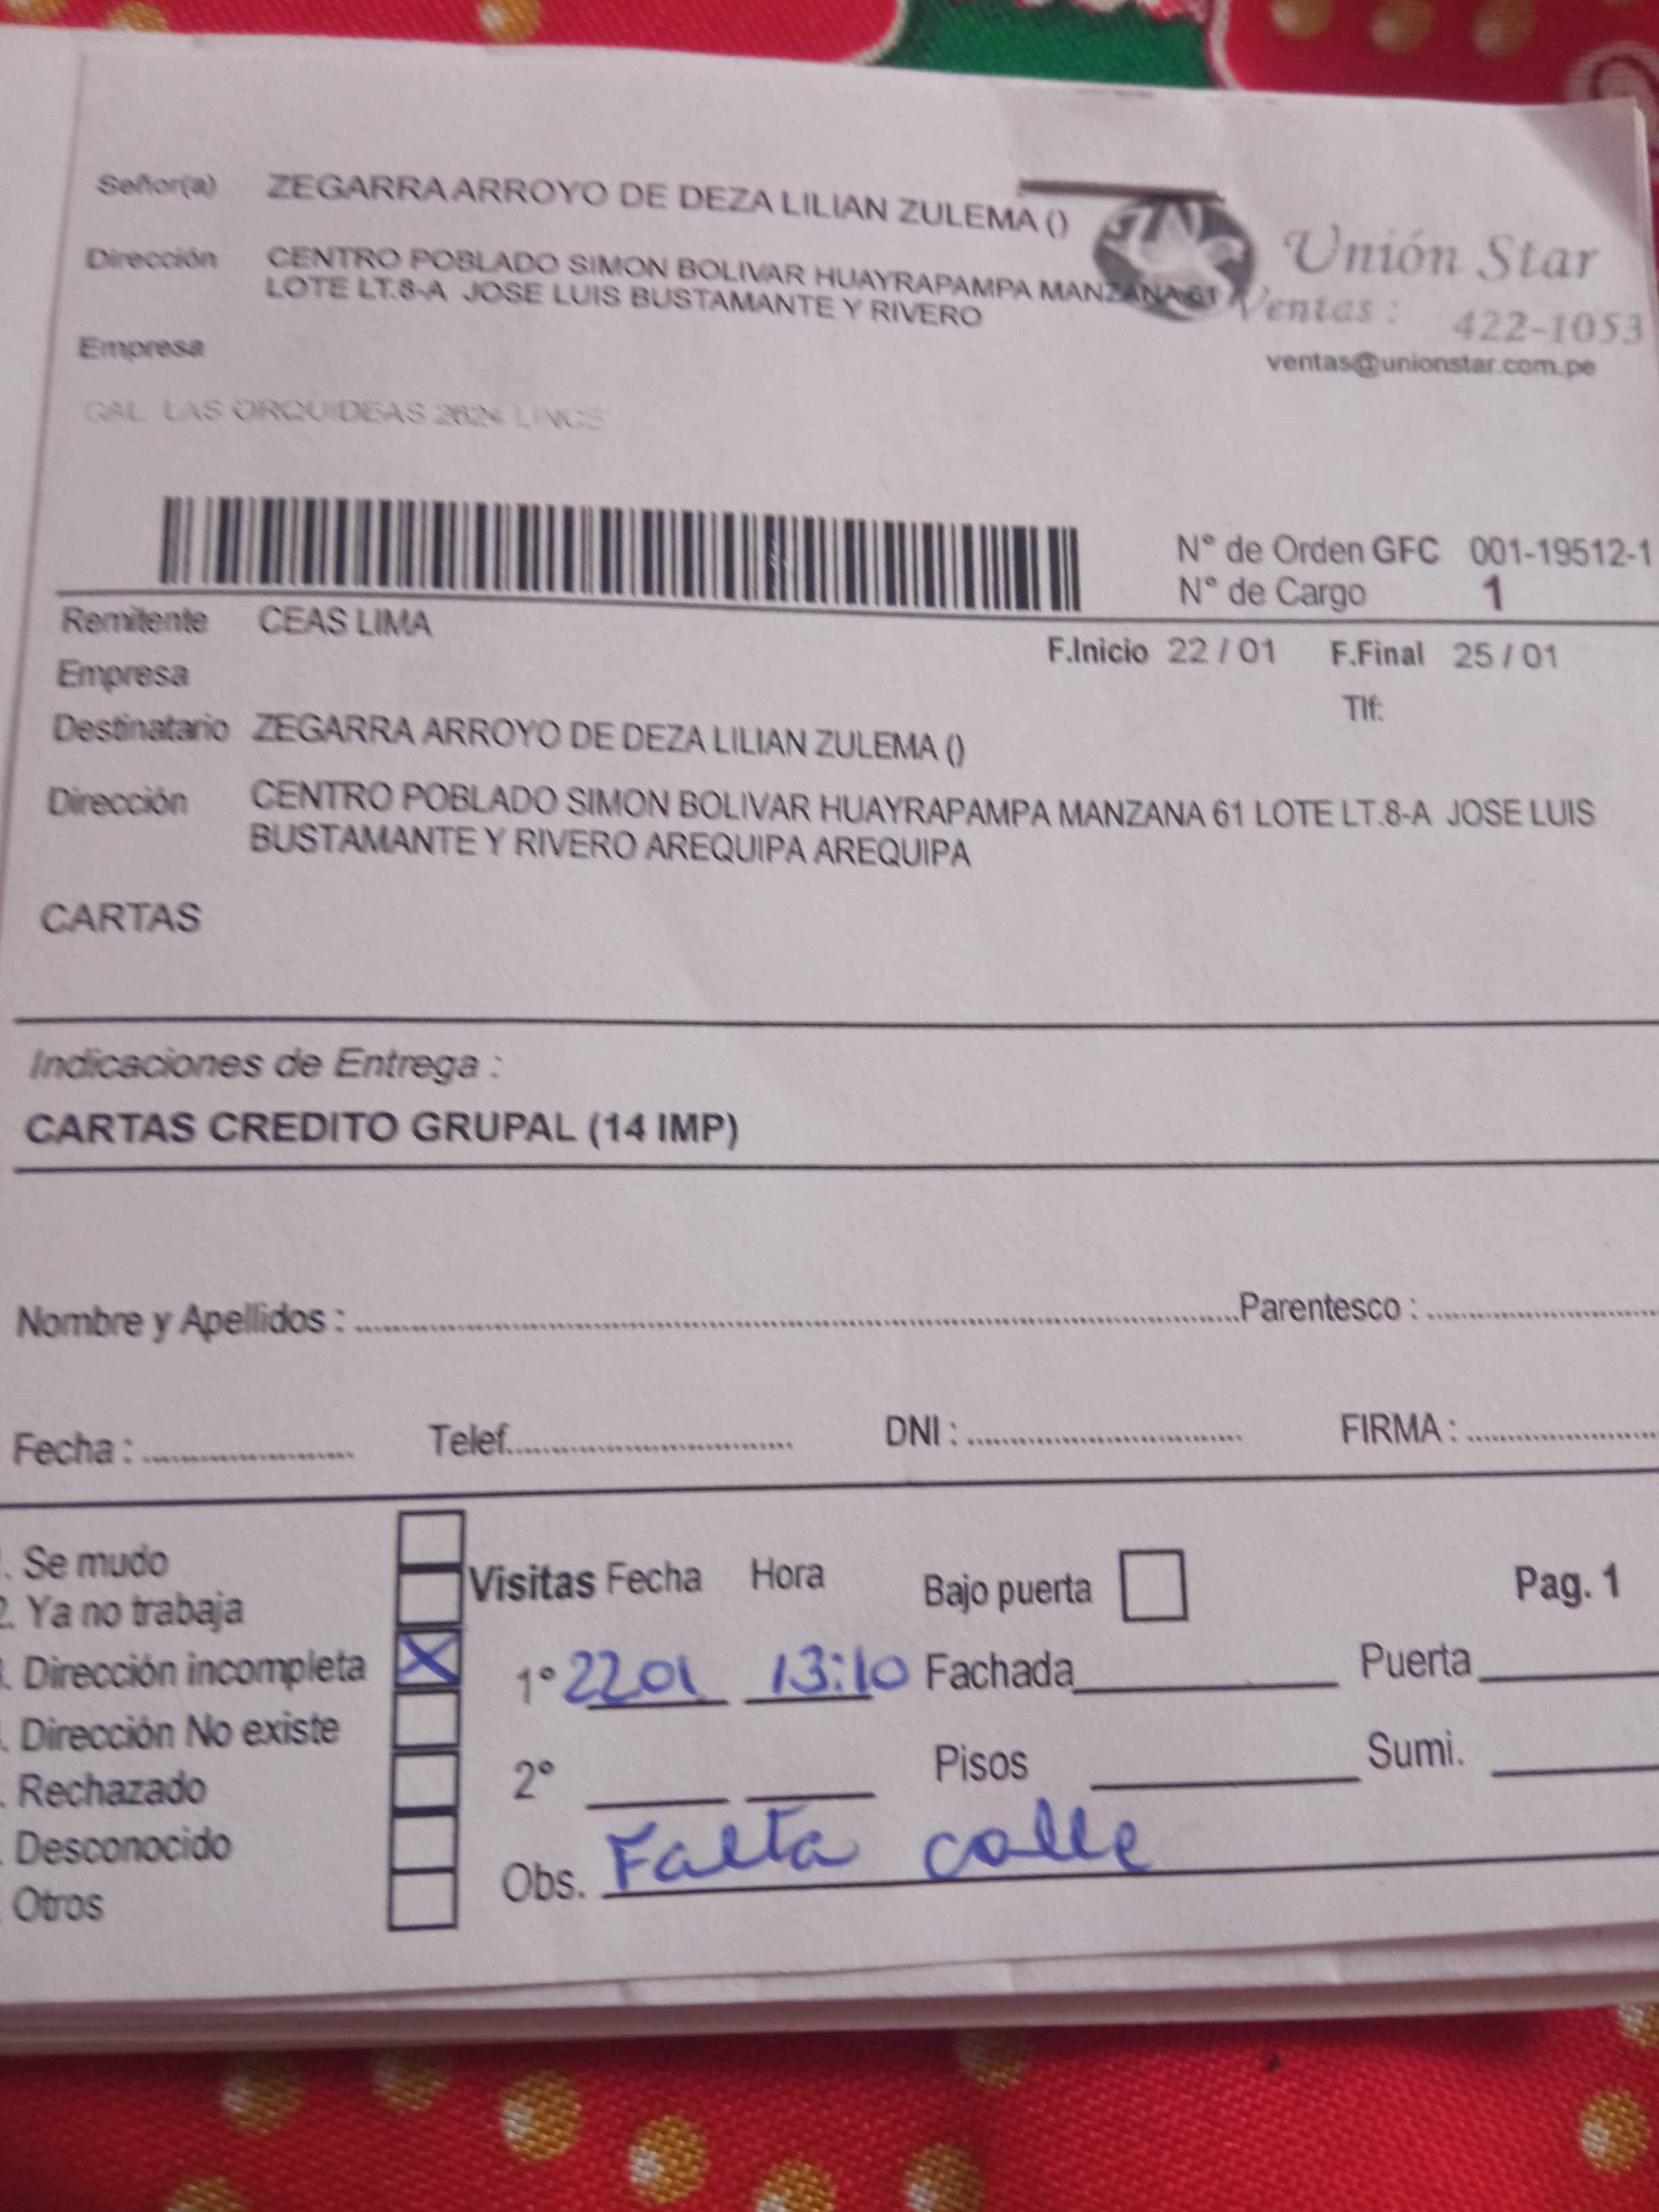 Señor(a) ZEGARRA ARROYO DE DEZA LILIAN ZULEMA ()
Unión Star
Dirección CENTRO POBLADO SIMON BOLIVAR HUAYRAPAMPA MANZANA 61
LOTE LT.8-A JOSE LUIS BUSTAMANTE Y RIVERO
Ventas : 422-1053
ventas@unionstar.com.pe
Empresa
CAL. LAS ORQUIDEAS 2624 LINCE
N° de Orden GFC 001-19512-1
N° de Cargo 1
Remitente CEAS LIMA
F.Inicio 22 / 01 F.Final 25 / 01
Empresa
Tlf:
Destinatario ZEGARRA ARROYO DE DEZA LILIAN ZULEMA ()
Dirección CENTRO POBLADO SIMON BOLIVAR HUAYRAPAMPA MANZANA 61 LOTE LT.8-A JOSE LUIS
BUSTAMANTE Y RIVERO AREQUIPA AREQUIPA
CARTAS
Indicaciones de Entrega :
CARTAS CREDITO GRUPAL (14 IMP)
Nombre y Apellidos : Parentesco :
Fecha : Telef. DNI : FIRMA :
. Se mudo
2. Ya no trabaja
. Dirección incompleta X
. Dirección No existe
. Rechazado
. Desconocido
Otros
Visitas Fecha Hora Bajo puerta Pag. 1
1° 2201 13:10 Fachada Puerta
2° Pisos Sumi.
Obs. Falta calle